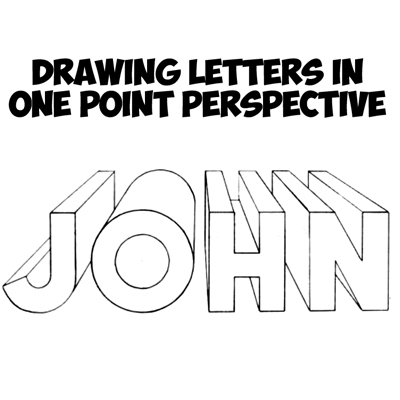 DRAWING LETTERS IN
ONE POINT PERSPECTIVE
JOHN